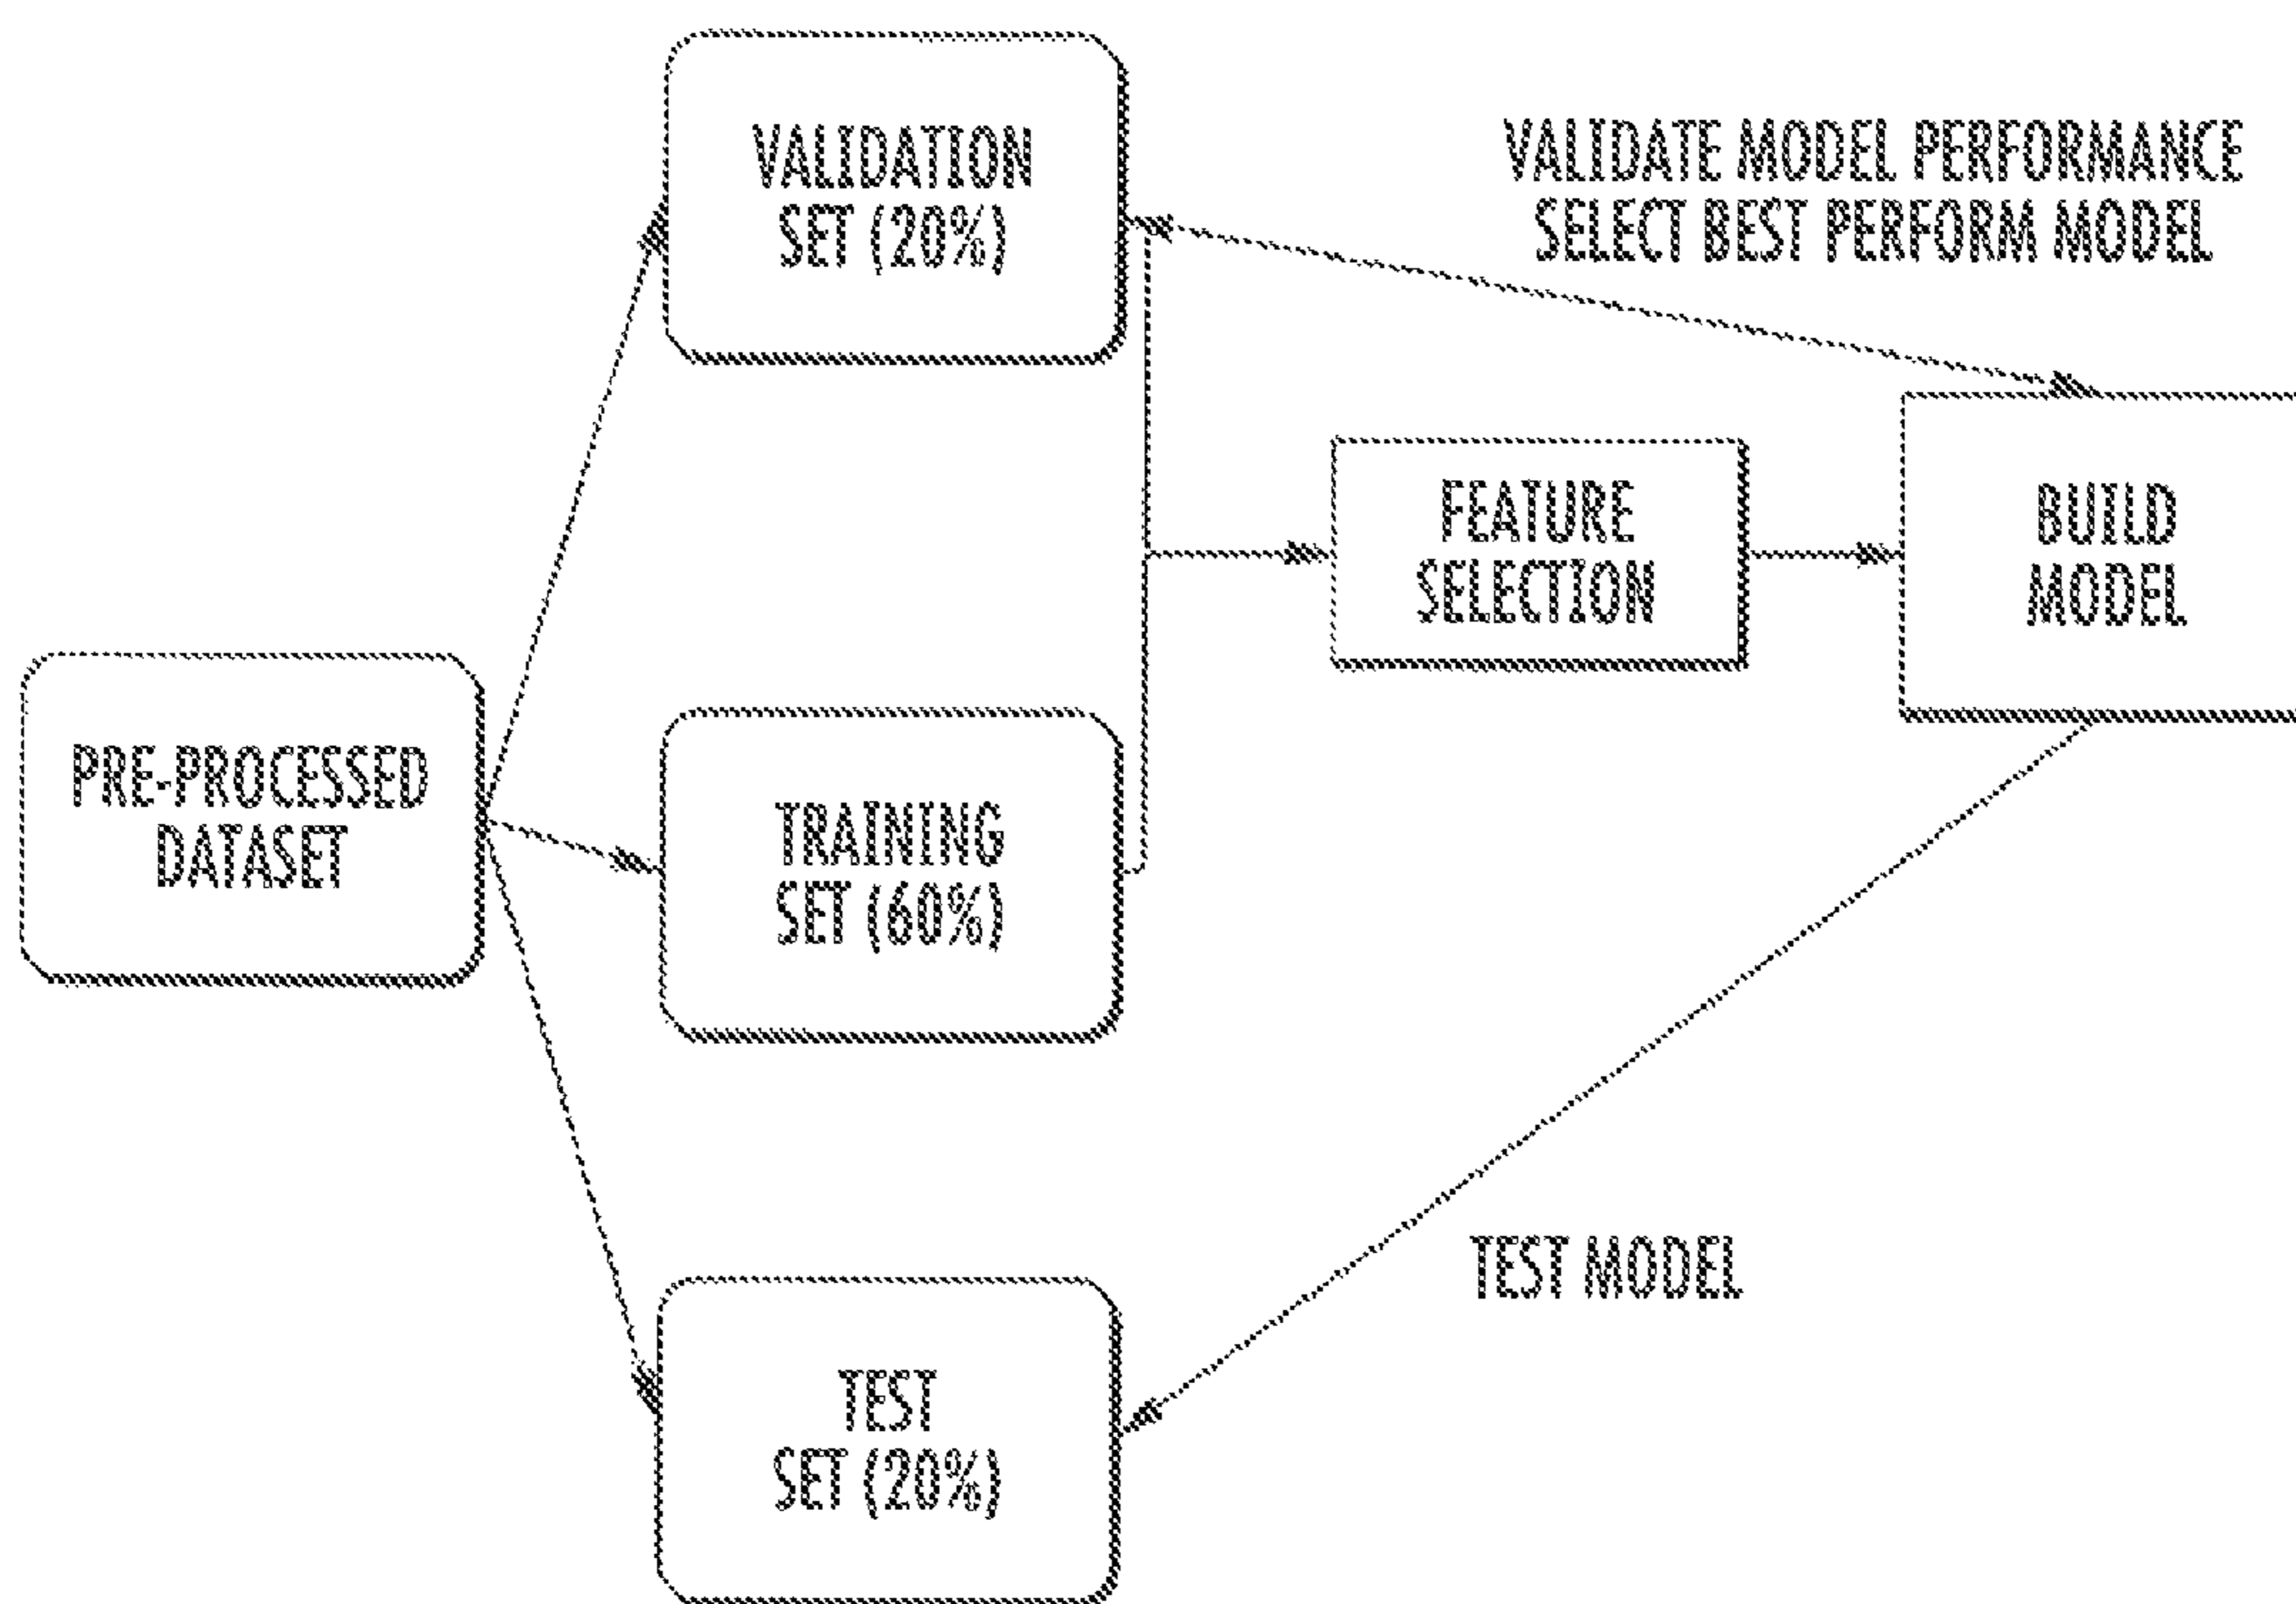 VALIDATION
SET (20%)
VALIDATE MODEL PERFORMANCE
SELECT BEST PERFORM MODEL
FEATURE
SELECTION
BUILD
MODEL
PRE-PROCESSED
DATASET
TRAINING
SET (60%)
TEST MODEL
TEST
SET (20%)